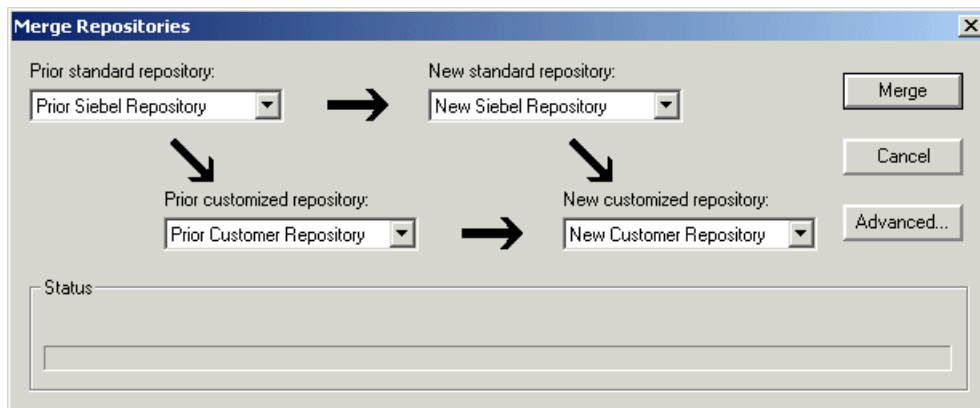 Merge Repositories
Prior standard repository:
New standard repository:
Prior Siebel Repository
New Siebel Repository
Merge
Cancel
Prior customized repository:
New customized repository:
Prior Customer Repository
New Customer Repository
Advanced...
Status